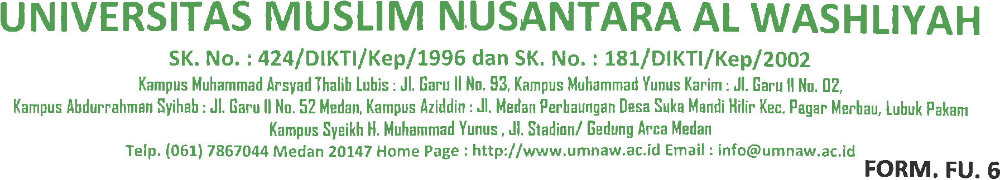 UNIVERSITAS MUSLIM NUSANTARA AL WASHLIYAH
SK. No. : 424/DIKTI/Kep/1996 dan SK. No. : 181/DIKTI/Kep/2002
Kampus Muhammad Arsyad Thalib Lubis : Jl. Garu II No. 93, Kampus Muhammad Yunus Karim : Jl. Garu II No. 02,
Kampus Abdurrahman Syihab : Jl. Garu II No. 52 Medan, Kampus Aziddin : Jl. Medan Perbaungan Desa Suka Mandi Hilir Kec. Pagar Merbau, Lubuk Pakam
Kampus Syeikh H. Muhammad Yunus , Jl. Stadion/ Gedung Arca Medan
Telp. (061) 7867044 Medan 20147 Home Page : http://www.umnaw.ac.id Email : info@umnaw.ac.id
FORM. FU. 6